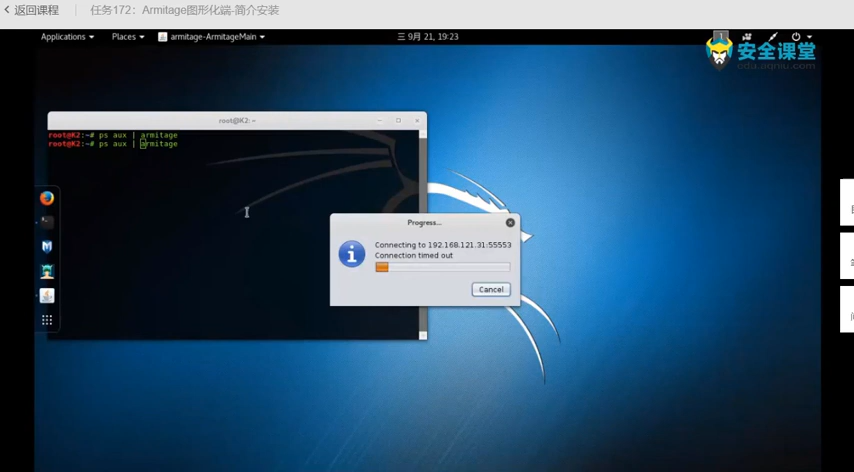 返回课程
任务172：Armitage图形化端-简介安装
Applications Places armitage-ArmitageMain 三 9月 21, 19:23
安全课堂
edu.aqniu.com
root@K2: ~
root@K2:~# ps aux | armitage
root@K2:~# ps aux | armitage
Progress...
Connecting to 192.168.121.31:55553
Connection timed out
Cancel